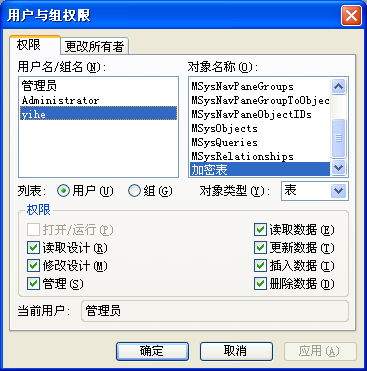 用户与组权限
权限
更改所有者
用户名/组名(N):
管理员
Administrator
yihe
对象名称(O):
MSysNavPaneGroups
MSysNavPaneGroupToObjec
MSysNavPaneObjectIDs
MSysObjects
MSysQueries
MSysRelationships
加密表
列表: 用户(U) 组(G)
对象类型(Y): 表
权限
打开/运行(P) 读取数据(E)
读取设计(R) 更新数据(T)
修改设计(M) 插入数据(I)
管理(S) 删除数据(D)
当前用户: 管理员
确定 取消 应用(A)